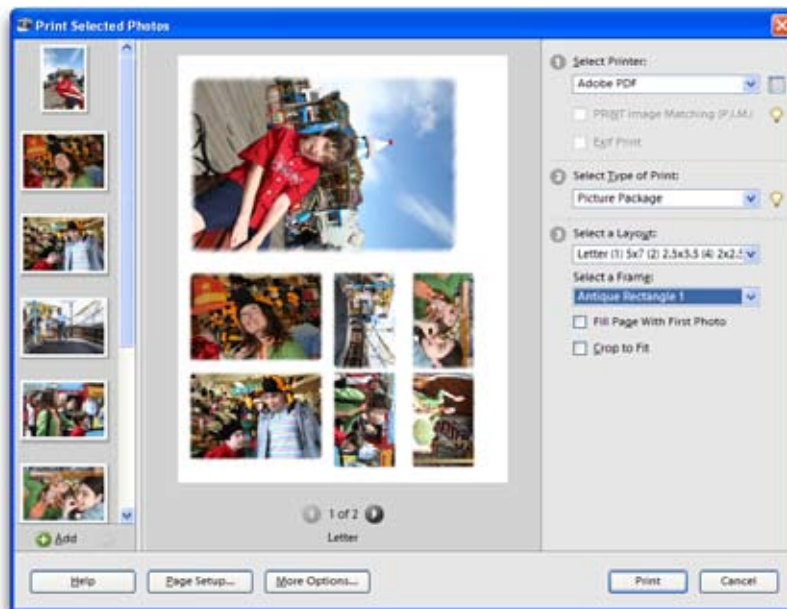 Print Selected Photos
1 Select Printer:
Adobe PDF
PRINT Image Matching (P.I.M.)
Exif Print
2 Select Type of Print:
Picture Package
3 Select a Layout:
Letter (1) 5x7 (2) 2.5x3.5 (4) 2x2.5
Select a Frame:
Antique Rectangle 1
Fill Page With First Photo
Crop to Fit
1 of 2
Letter
Add
Help
Page Setup...
More Options...
Print
Cancel